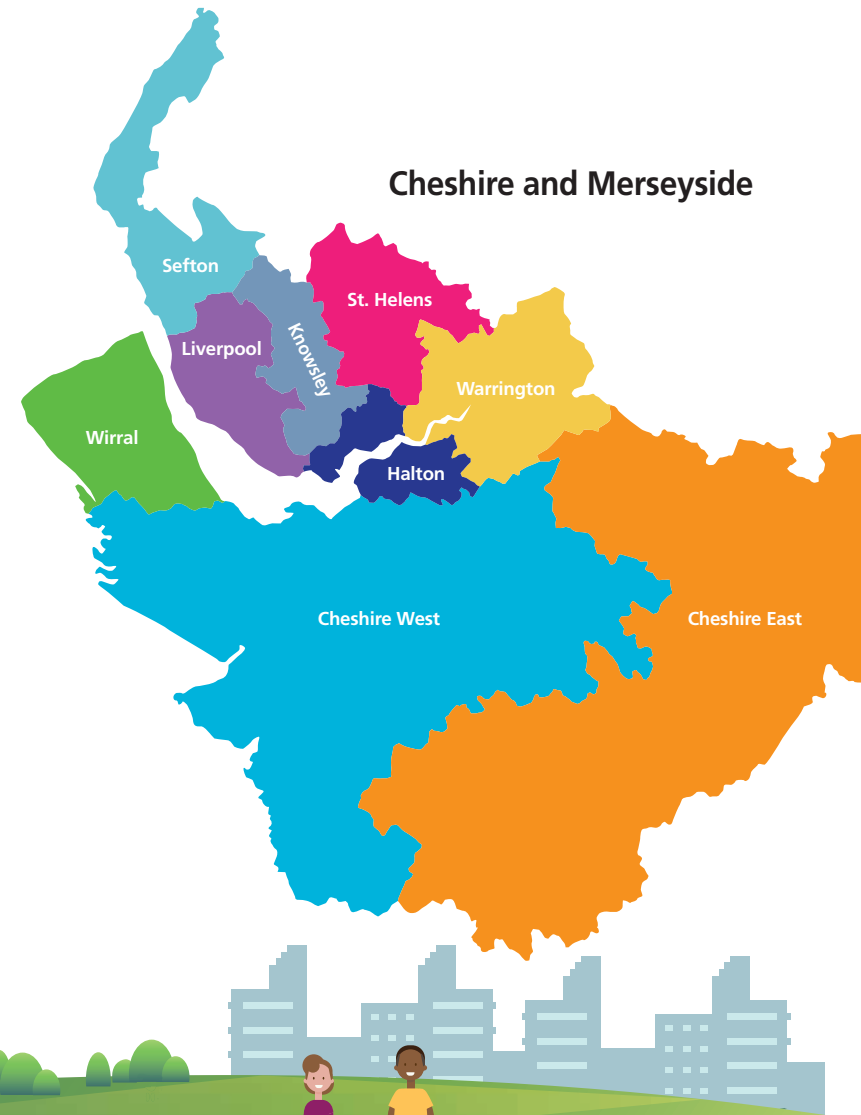 Cheshire and Merseyside
Sefton
St. Helens
Liverpool
Knowsley
Warrington
Wirral
Halton
Cheshire West
Cheshire East